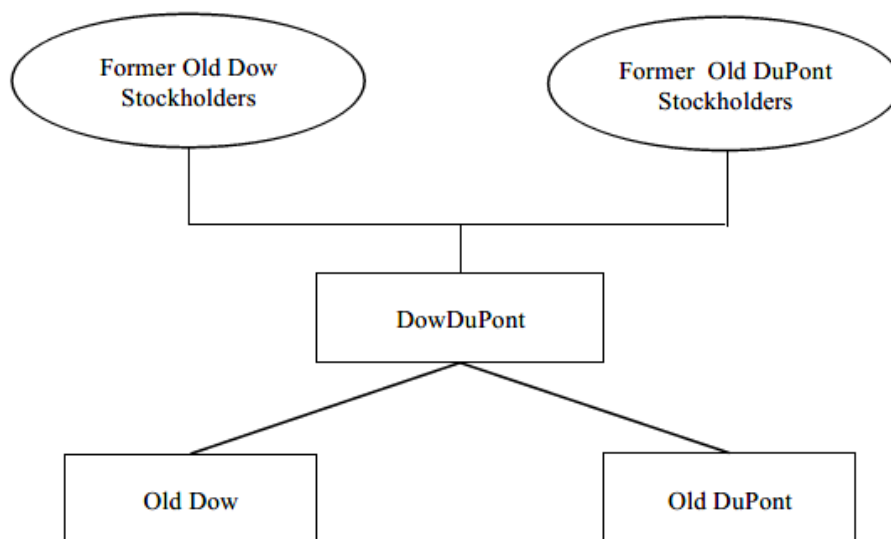 Former Old Dow
Stockholders
Former Old DuPont
Stockholders
DowDuPont
Old Dow
Old DuPont